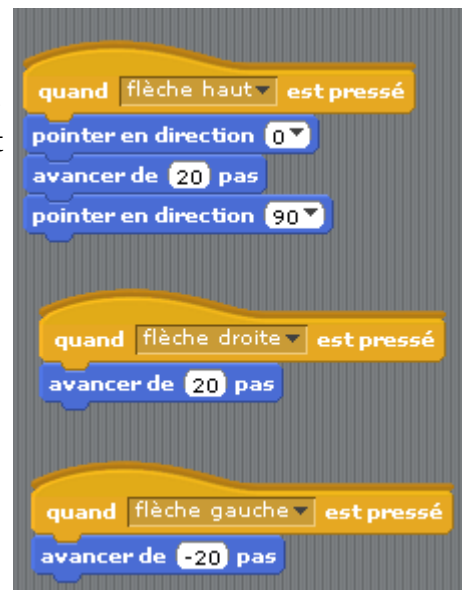 quand flèche haut est pressé
pointer en direction 0
avancer de 20 pas
pointer en direction 90
quand flèche droite est pressé
avancer de 20 pas
quand flèche gauche est pressé
avancer de -20 pas